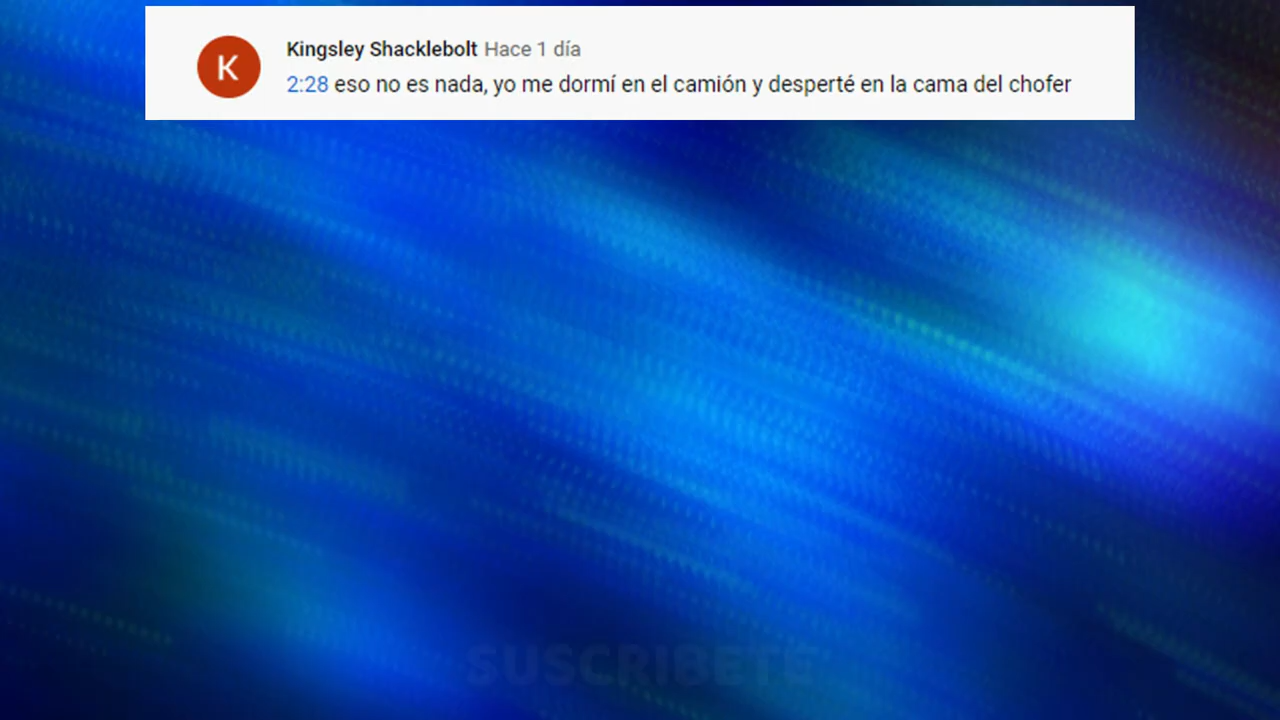 K
Kingsley Shacklebolt Hace 1 día
2:28 eso no es nada, yo me dormí en el camión y desperté en la cama del chofer
SUSCRIBETE